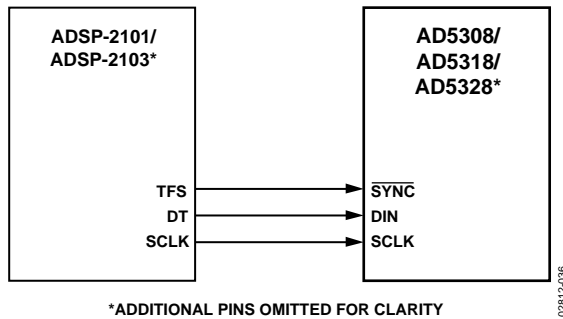 ADSP-2101/
ADSP-2103*
AD5308/
AD5318/
AD5328*
TFS
DT
SCLK
SYNC
DIN
SCLK
*ADDITIONAL PINS OMITTED FOR CLARITY
02812-036